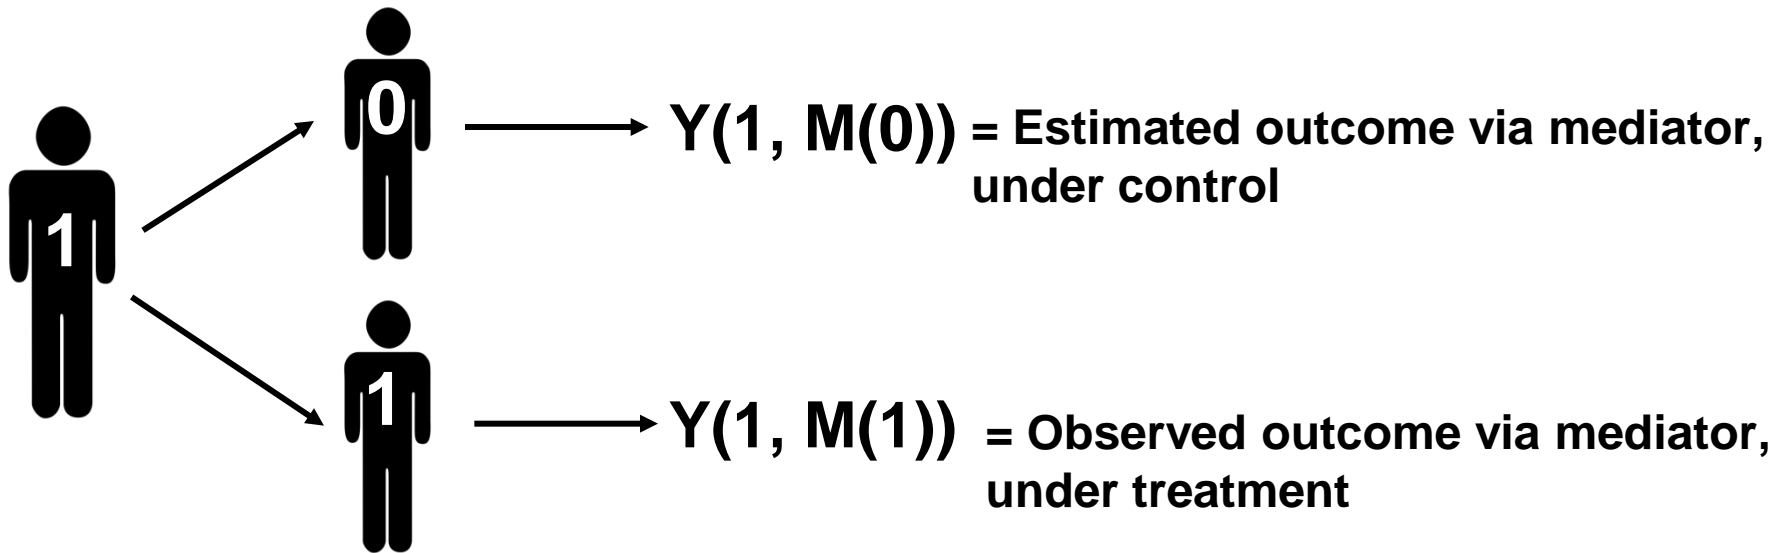 0
Y(1, M(0)) = Estimated outcome via mediator,
under control
1
1
Y(1, M(1)) = Observed outcome via mediator,
under treatment